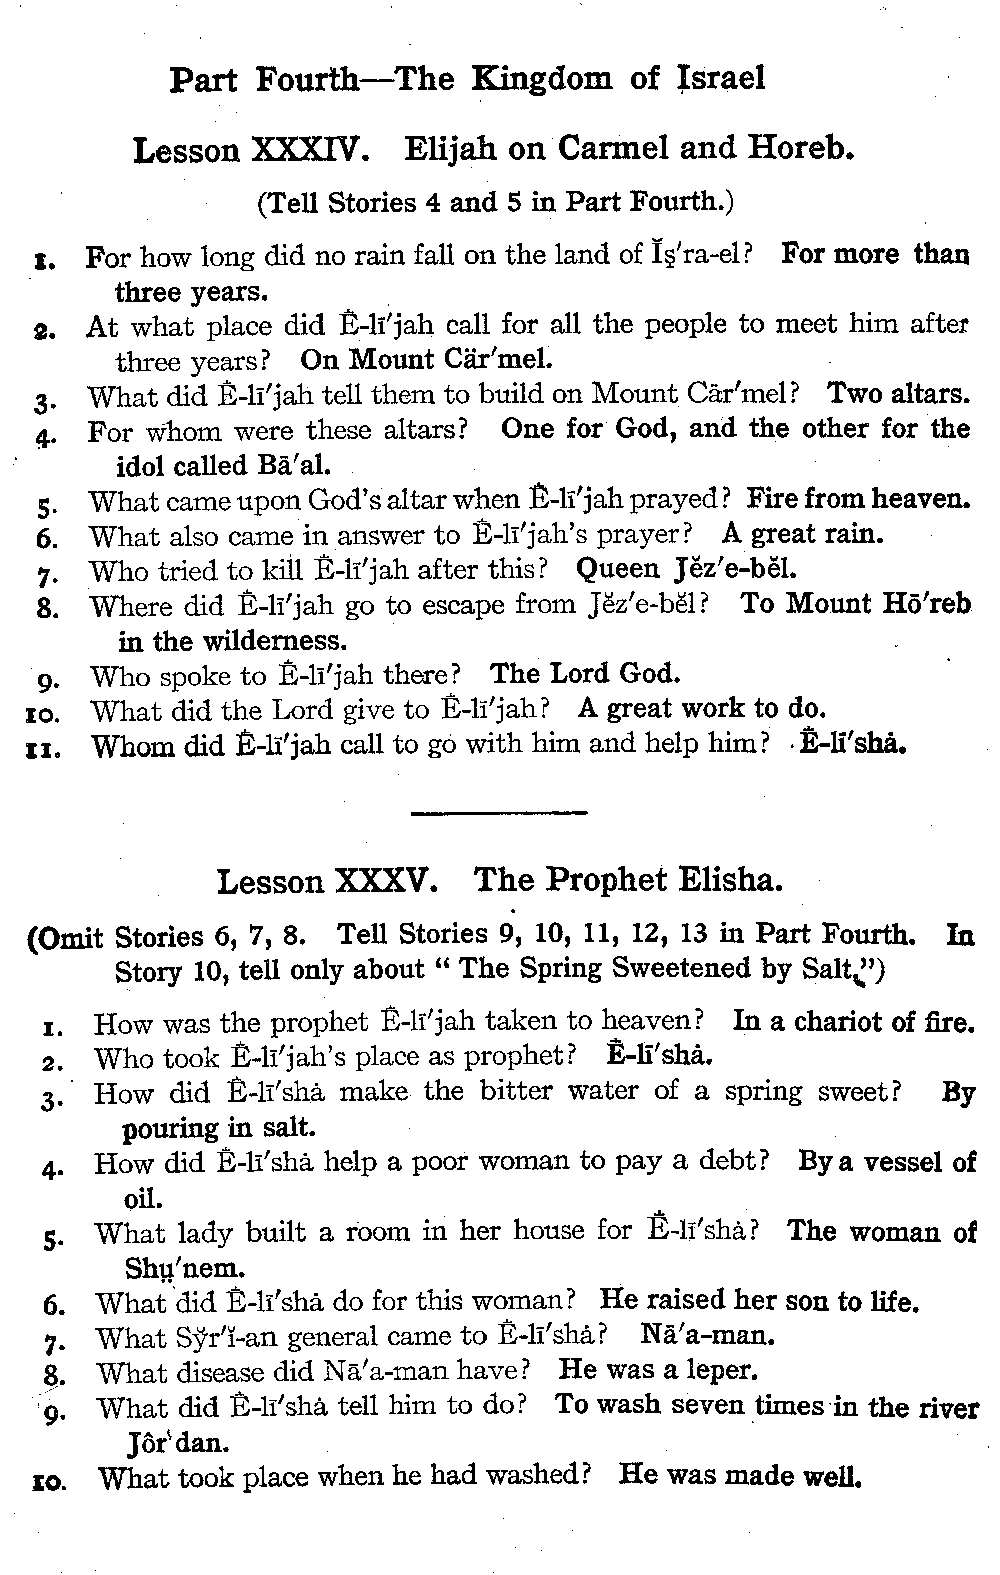 Part Fourth—The Kingdom of Işrael
Lesson XXXIV. Elijah on Carmel and Horeb.
(Tell Stories 4 and 5 in Part Fourth.)
1. For how long did no rain fall on the land of Ĭş′ra-el? For more than
three years.
2. At what place did Ê-lī′jah call for all the people to meet him after
three years? On Mount Cär′mel.
3. What did Ê-lī′jah tell them to build on Mount Cär′mel? Two altars.
4. For whom were these altars? One for God, and the other for the
idol called Bā′al.
5. What came upon God's altar when Ê-lī′jah prayed? Fire from heaven.
6. What also came in answer to Ê-lī′jah's prayer? A great rain.
7. Who tried to kill Ê-lī′jah after this? Queen Jĕz′e-bĕl.
8. Where did Ê-lī′jah go to escape from Jĕz′e-bĕl? To Mount Hō′reb
in the wilderness.
9. Who spoke to Ê-lī′jah there? The Lord God.
10. What did the Lord give to Ê-lī′jah? A great work to do.
11. Whom did Ê-lī′jah call to go with him and help him? Ê-lī′shȧ.
Lesson XXXV. The Prophet Elisha.
(Omit Stories 6, 7, 8. Tell Stories 9, 10, 11, 12, 13 in Part Fourth. In
Story 10, tell only about “ The Spring Sweetened by Salt.”)
1. How was the prophet Ê-lī′jah taken to heaven? In a chariot of fire.
2. Who took Ê-lī′jah's place as prophet? Ê-lī′shȧ.
3. How did Ê-lī′shȧ make the bitter water of a spring sweet? By
pouring in salt.
4. How did Ê-lī′shȧ help a poor woman to pay a debt? By a vessel of
oil.
5. What lady built a room in her house for Ê-lī′shȧ? The woman of
Shṳ′nem.
6. What did Ê-lī′shȧ do for this woman? He raised her son to life.
7. What Sy̆r′ĭ-an general came to Ê-lī′shȧ? Nā′a-man.
8. What disease did Nā′a-man have? He was a leper.
9. What did Ê-lī′shȧ tell him to do? To wash seven times in the river
Jôr′dan.
10. What took place when he had washed? He was made well.